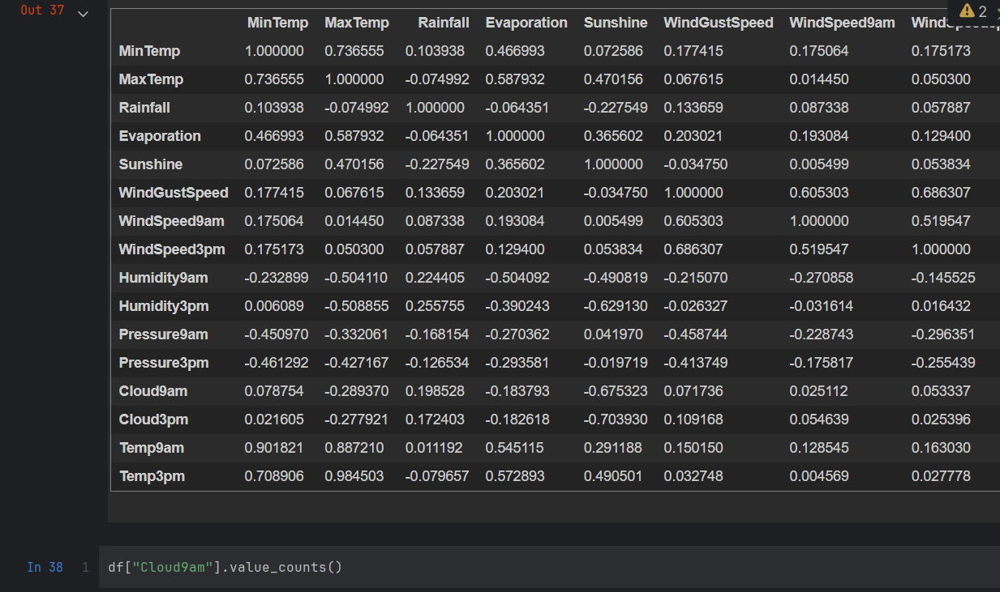 Out 37
2
MinTemp MaxTemp Rainfall Evaporation Sunshine WindGustSpeed WindSpeed9am
MinTemp 1.000000 0.736555 0.103938 0.466993 0.072586 0.177415 0.175064 0.175173
MaxTemp 0.736555 1.000000 -0.074992 0.587932 0.470156 0.067615 0.014450 0.050300
Rainfall 0.103938 -0.074992 1.000000 -0.064351 -0.227549 0.133659 0.087338 0.057887
Evaporation 0.466993 0.587932 -0.064351 1.000000 0.365602 0.203021 0.193084 0.129400
Sunshine 0.072586 0.470156 -0.227549 0.365602 1.000000 -0.034750 0.005499 0.053834
WindGustSpeed 0.177415 0.067615 0.133659 0.203021 -0.034750 1.000000 0.605303 0.686307
WindSpeed9am 0.175064 0.014450 0.087338 0.193084 0.005499 0.605303 1.000000 0.519547
WindSpeed3pm 0.175173 0.050300 0.057887 0.129400 0.053834 0.686307 0.519547 1.000000
Humidity9am -0.232899 -0.504110 0.224405 -0.504092 -0.490819 -0.215070 -0.270858 -0.145525
Humidity3pm 0.006089 -0.508855 0.255755 -0.390243 -0.629130 -0.026327 -0.031614 0.016432
Pressure9am -0.450970 -0.332061 -0.168154 -0.270362 0.041970 -0.458744 -0.228743 -0.296351
Pressure3pm -0.461292 -0.427167 -0.126534 -0.293581 -0.019719 -0.413749 -0.175817 -0.255439
Cloud9am 0.078754 -0.289370 0.198528 -0.183793 -0.675323 0.071736 0.025112 0.053337
Cloud3pm 0.021605 -0.277921 0.172403 -0.182618 -0.703930 0.109168 0.054639 0.025396
Temp9am 0.901821 0.887210 0.011192 0.545115 0.291188 0.150150 0.128545 0.163030
Temp3pm 0.708906 0.984503 -0.079657 0.572893 0.490501 0.032748 0.004569 0.027778
In 38 1 df["Cloud9am"].value_counts()